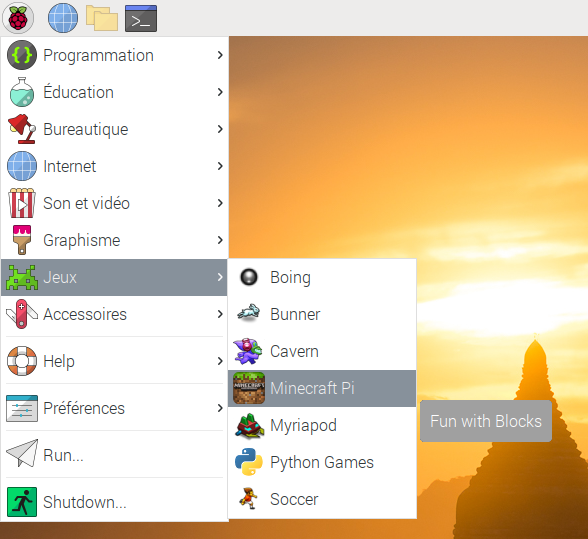 Programmation
Éducation
Bureautique
Internet
Son et vidéo
Graphisme
Jeux
Accessoires
Help
Préférences
Run...
Shutdown...
Boing
Bunner
Cavern
Minecraft Pi
Myriapod
Python Games
Soccer
Fun with Blocks